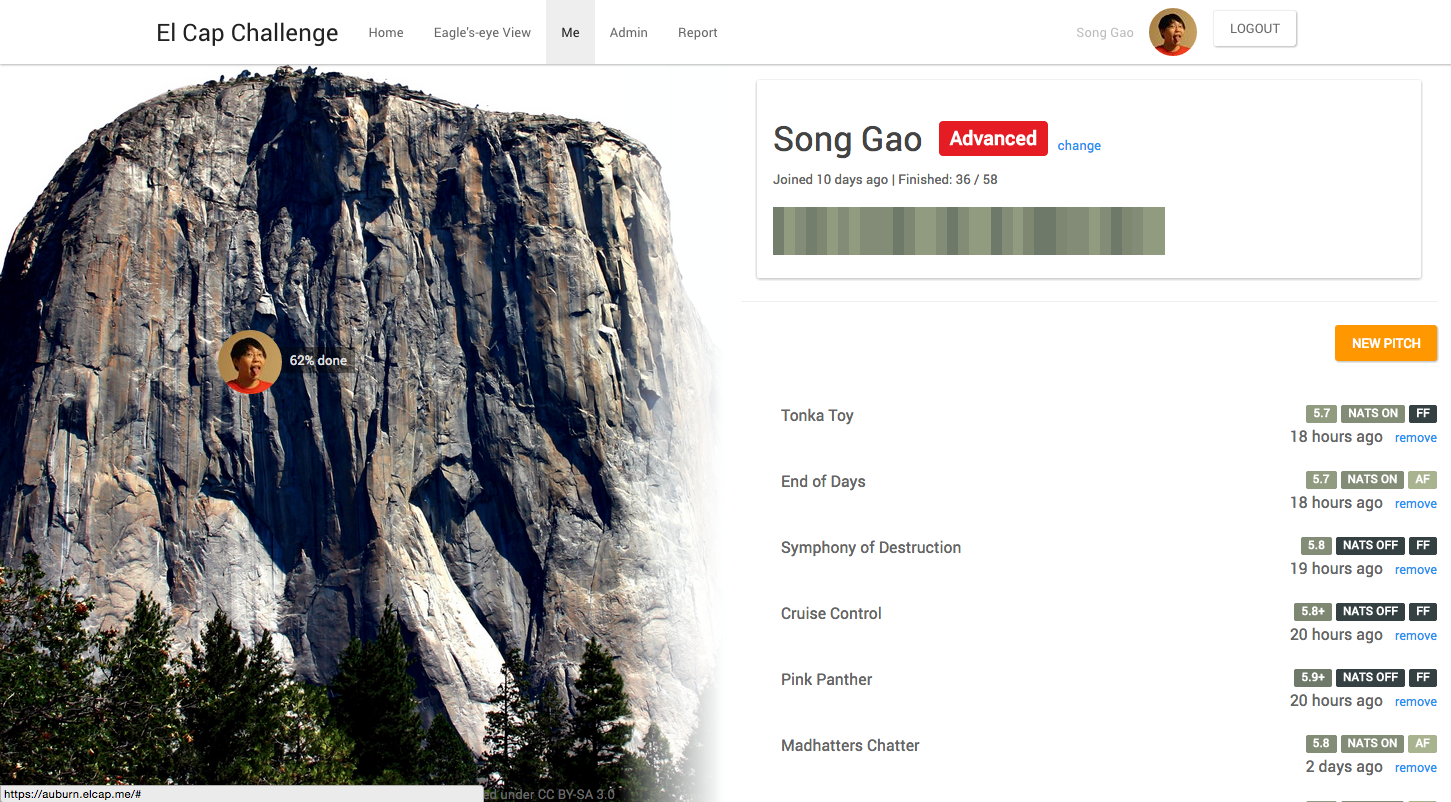 El Cap Challenge Home Eagle's-eye View Me Admin Report Song Gao LOGOUT
Song Gao Advanced change
Joined 10 days ago | Finished: 36 / 58
62% done
NEW PITCH
Tonka Toy 5.7 NATS ON FF
18 hours ago remove
End of Days 5.7 NATS ON AF
18 hours ago remove
Symphony of Destruction 5.8 NATS OFF FF
19 hours ago remove
Cruise Control 5.8+ NATS OFF FF
20 hours ago remove
Pink Panther 5.9+ NATS OFF FF
20 hours ago remove
Madhatters Chatter 5.8 NATS ON AF
2 days ago remove
https://auburn.elcap.me/# under CC BY-SA 3.0